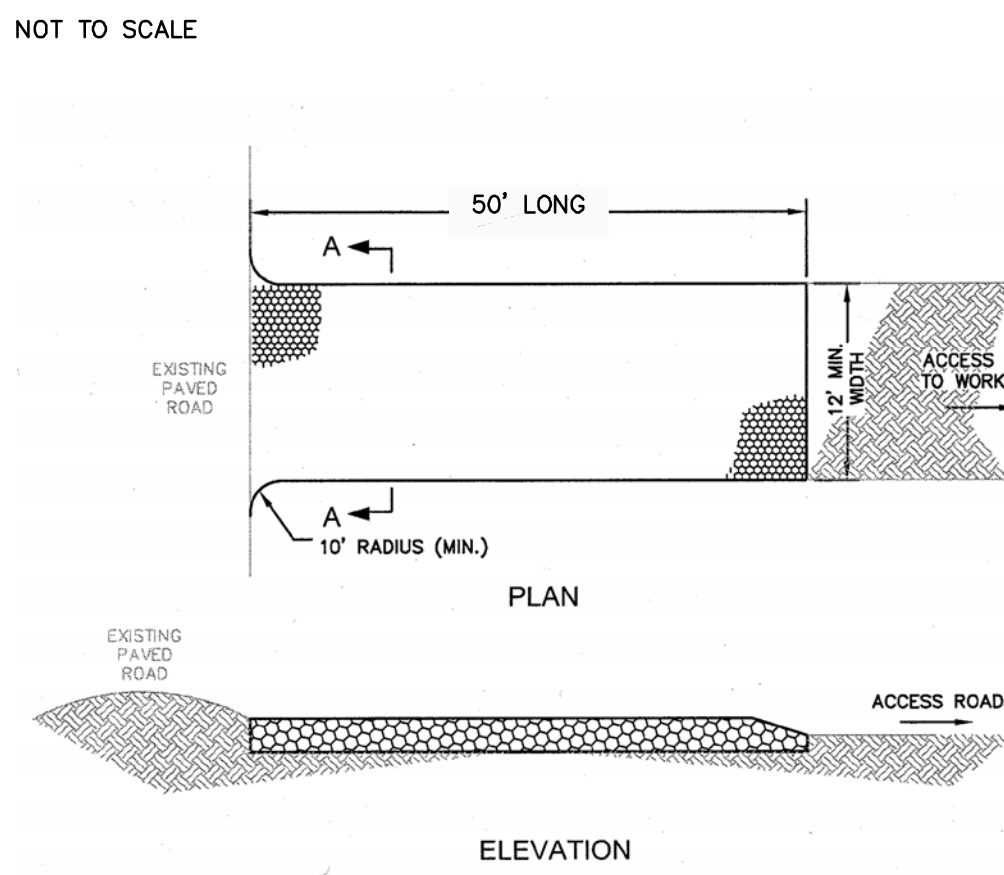 NOT TO SCALE
50' LONG
A
EXISTING
PAVED
ROAD
12' MIN.
WIDTH
ACCESS
TO WORK
A
10' RADIUS (MIN.)
PLAN
EXISTING
PAVED
ROAD
ACCESS ROAD
ELEVATION